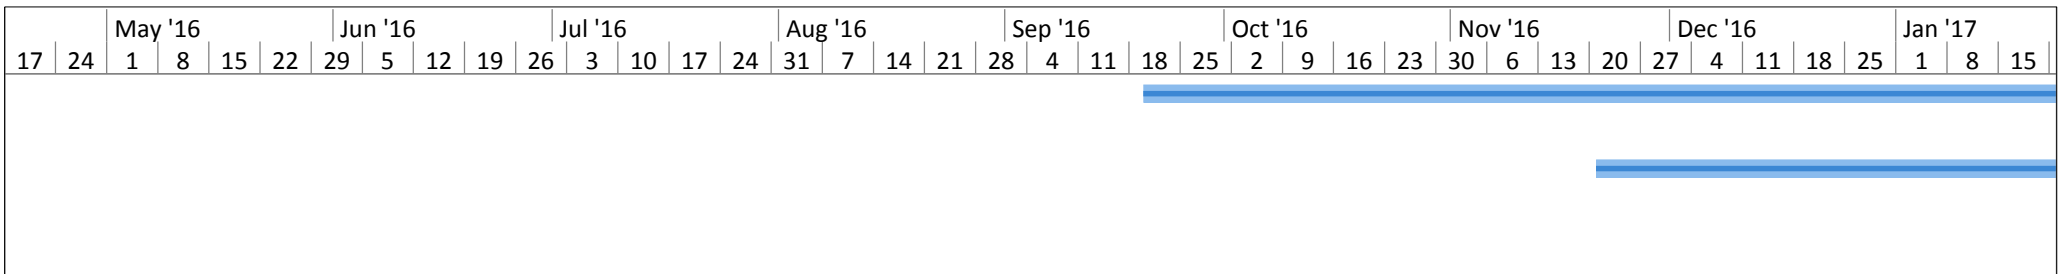 May '16 Jun '16 Jul '16 Aug '16 Sep '16 Oct '16 Nov '16 Dec '16 Jan '17
17 24 1 8 15 22 29 5 12 19 26 3 10 17 24 31 7 14 21 28 4 11 18 25 2 9 16 23 30 6 13 20 27 4 11 18 25 1 8 15